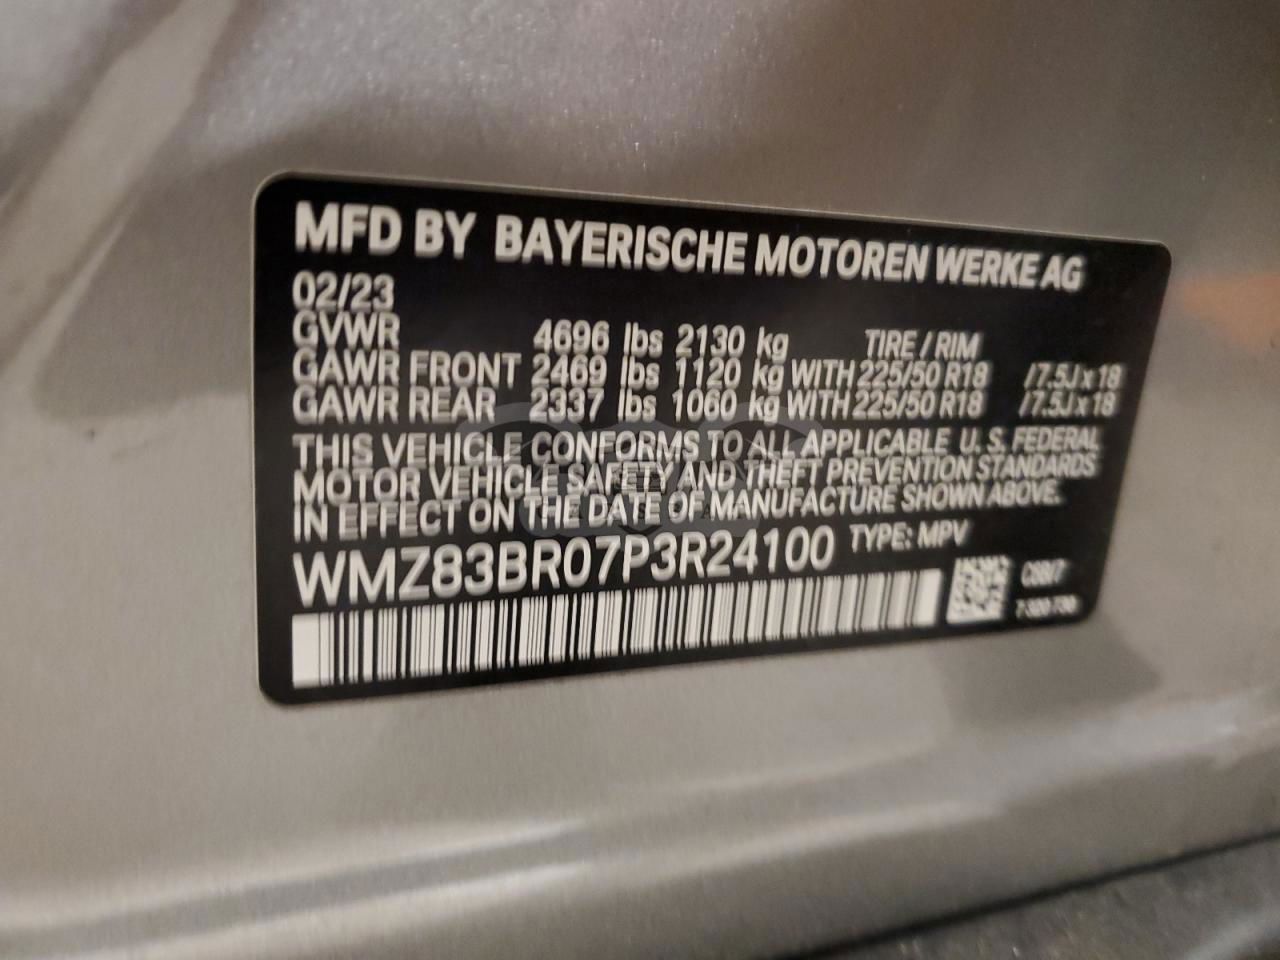 MFD BY BAYERISCHE MOTOREN WERKE AG
02/23
GVWR 4696 lbs 2130 kg TIRE / RIM
GAWR FRONT 2469 lbs 1120 kg WITH 225/50 R18 /7.5J x 18
GAWR REAR 2337 lbs 1060 kg WITH 225/50 R18 /7.5J x 18
THIS VEHICLE CONFORMS TO ALL APPLICABLE U. S. FEDERAL
MOTOR VEHICLE SAFETY AND THEFT PREVENTION STANDARDS
IN EFFECT ON THE DATE OF MANUFACTURE SHOWN ABOVE.
WMZ83BR07P3R24100 TYPE: MPV